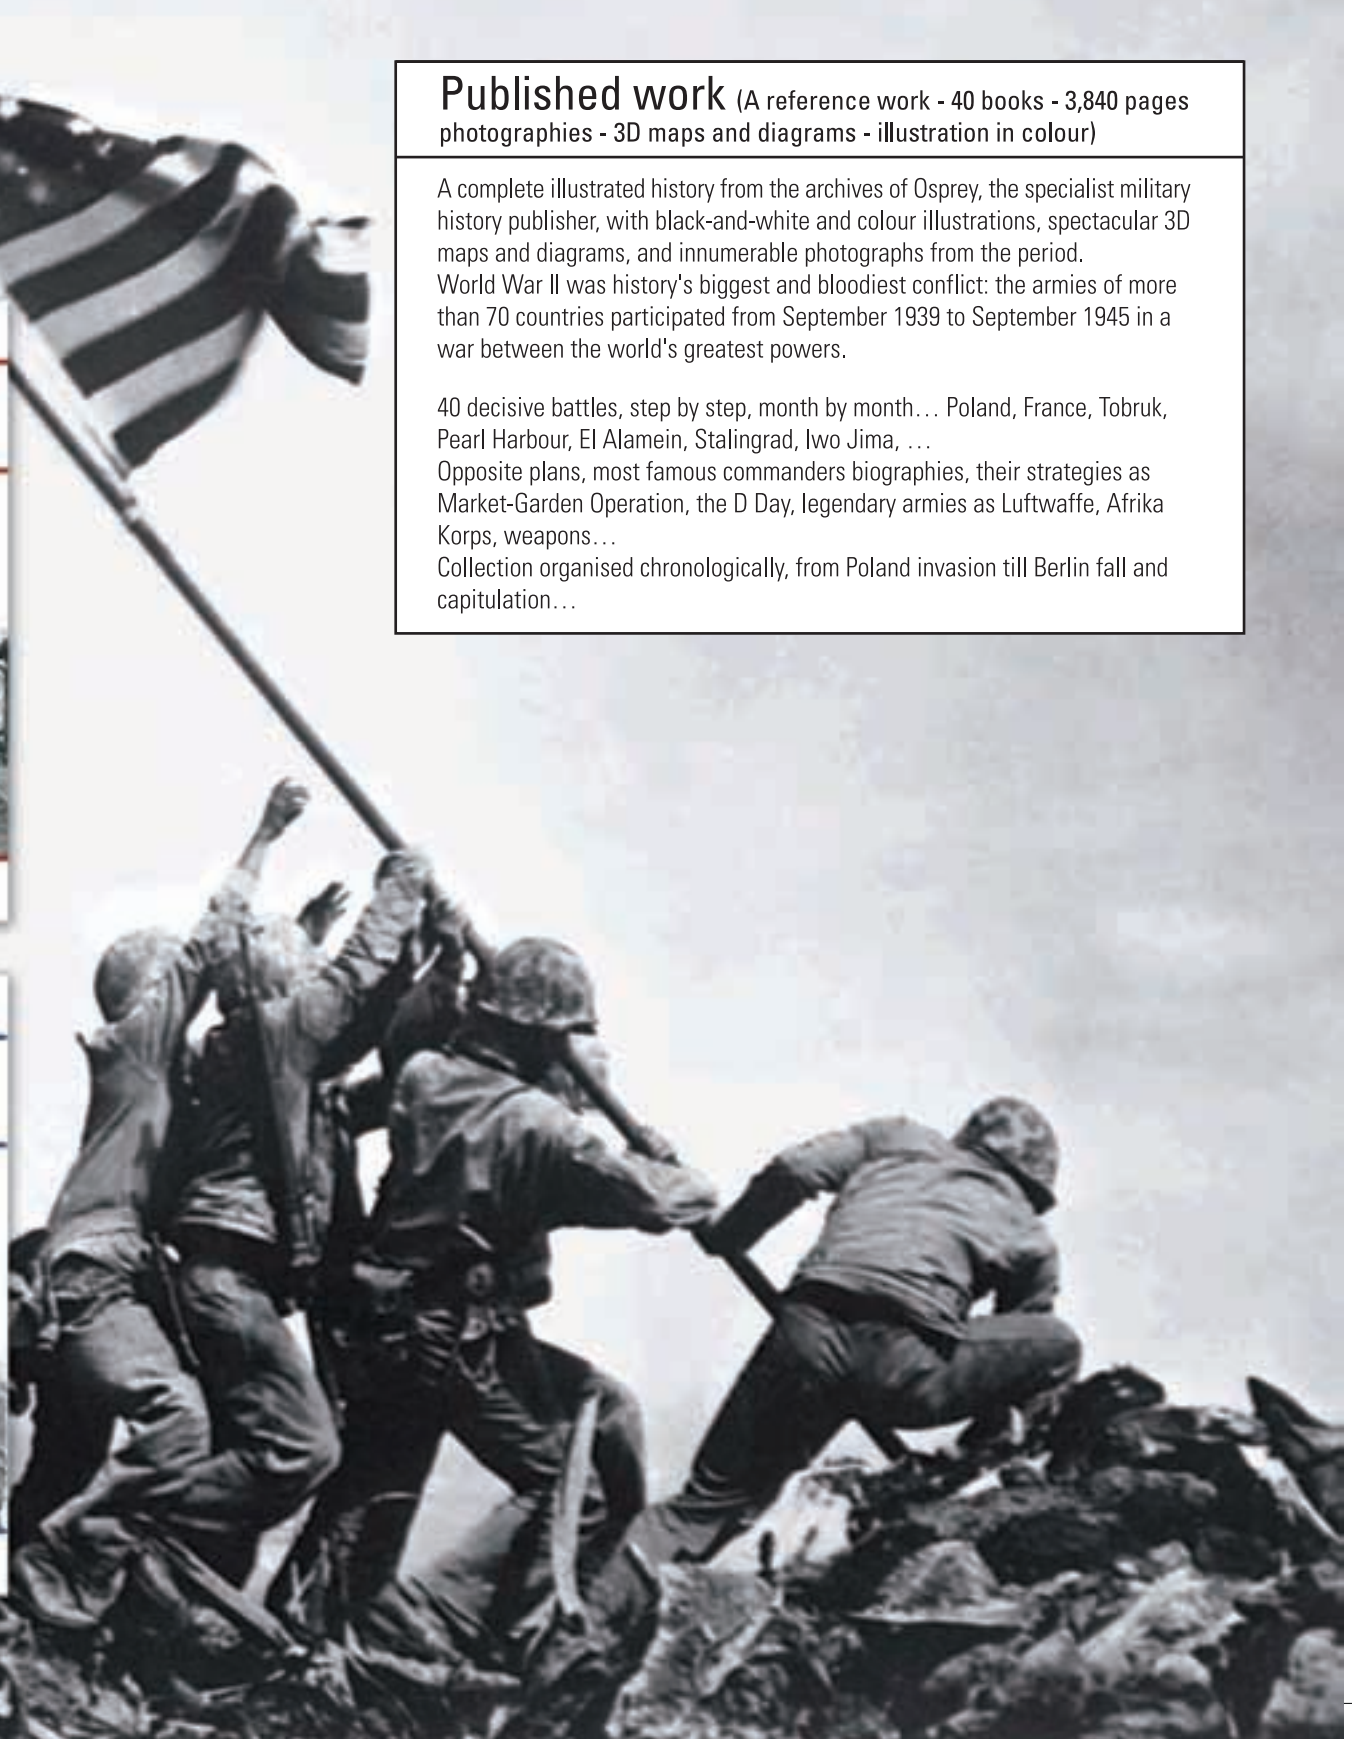 Published work (A reference work - 40 books - 3,840 pages
photographies - 3D maps and diagrams - illustration in colour)
A complete illustrated history from the archives of Osprey, the specialist military
history publisher, with black-and-white and colour illustrations, spectacular 3D
maps and diagrams, and innumerable photographs from the period.
World War II was history's biggest and bloodiest conflict: the armies of more
than 70 countries participated from September 1939 to September 1945 in a
war between the world's greatest powers.
40 decisive battles, step by step, month by month… Poland, France, Tobruk,
Pearl Harbour, El Alamein, Stalingrad, Iwo Jima, …
Opposite plans, most famous commanders biographies, their strategies as
Market-Garden Operation, the D Day, legendary armies as Luftwaffe, Afrika
Korps, weapons…
Collection organised chronologically, from Poland invasion till Berlin fall and
capitulation…